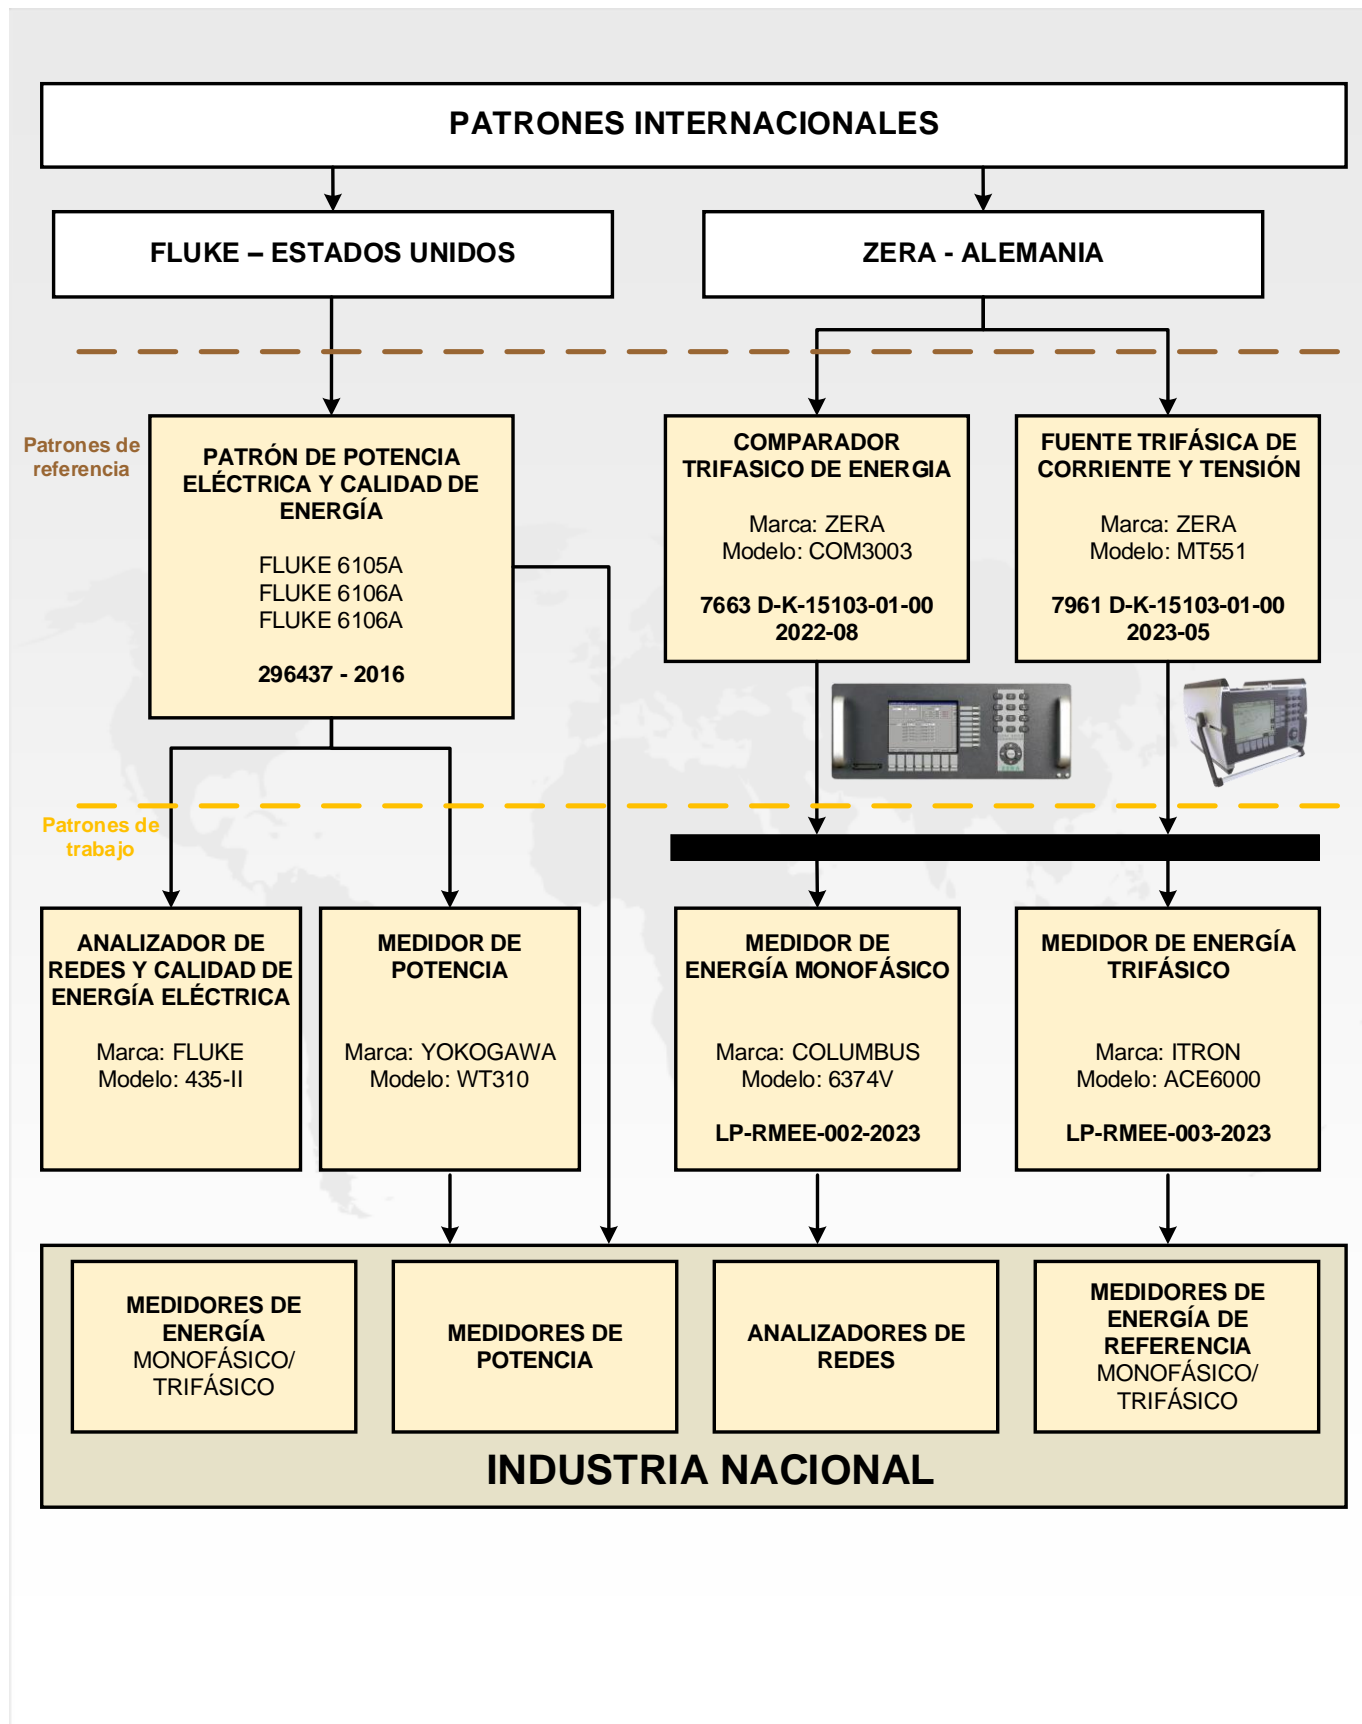 PATRONES INTERNACIONALES
FLUKE – ESTADOS UNIDOS
ZERA - ALEMANIA
Patrones de
referencia
PATRÓN DE POTENCIA
ELÉCTRICA Y CALIDAD DE
ENERGÍA
FLUKE 6105A
FLUKE 6106A
FLUKE 6106A
296437 - 2016
COMPARADOR
TRIFASICO DE ENERGIA
Marca: ZERA
Modelo: COM3003
7663 D-K-15103-01-00
2022-08
FUENTE TRIFÁSICA DE
CORRIENTE Y TENSIÓN
Marca: ZERA
Modelo: MT551
7961 D-K-15103-01-00
2023-05
Patrones de
trabajo
ANALIZADOR DE
REDES Y CALIDAD DE
ENERGÍA ELÉCTRICA
Marca: FLUKE
Modelo: 435-II
MEDIDOR DE
POTENCIA
Marca: YOKOGAWA
Modelo: WT310
MEDIDOR DE
ENERGÍA MONOFÁSICO
Marca: COLUMBUS
Modelo: 6374V
LP-RMEE-002-2023
MEDIDOR DE ENERGÍA
TRIFÁSICO
Marca: ITRON
Modelo: ACE6000
LP-RMEE-003-2023
MEDIDORES DE
ENERGÍA
MONOFÁSICO/
TRIFÁSICO
MEDIDORES DE
POTENCIA
ANALIZADORES DE
REDES
MEDIDORES DE
ENERGÍA DE
REFERENCIA
MONOFÁSICO/
TRIFÁSICO
INDUSTRIA NACIONAL